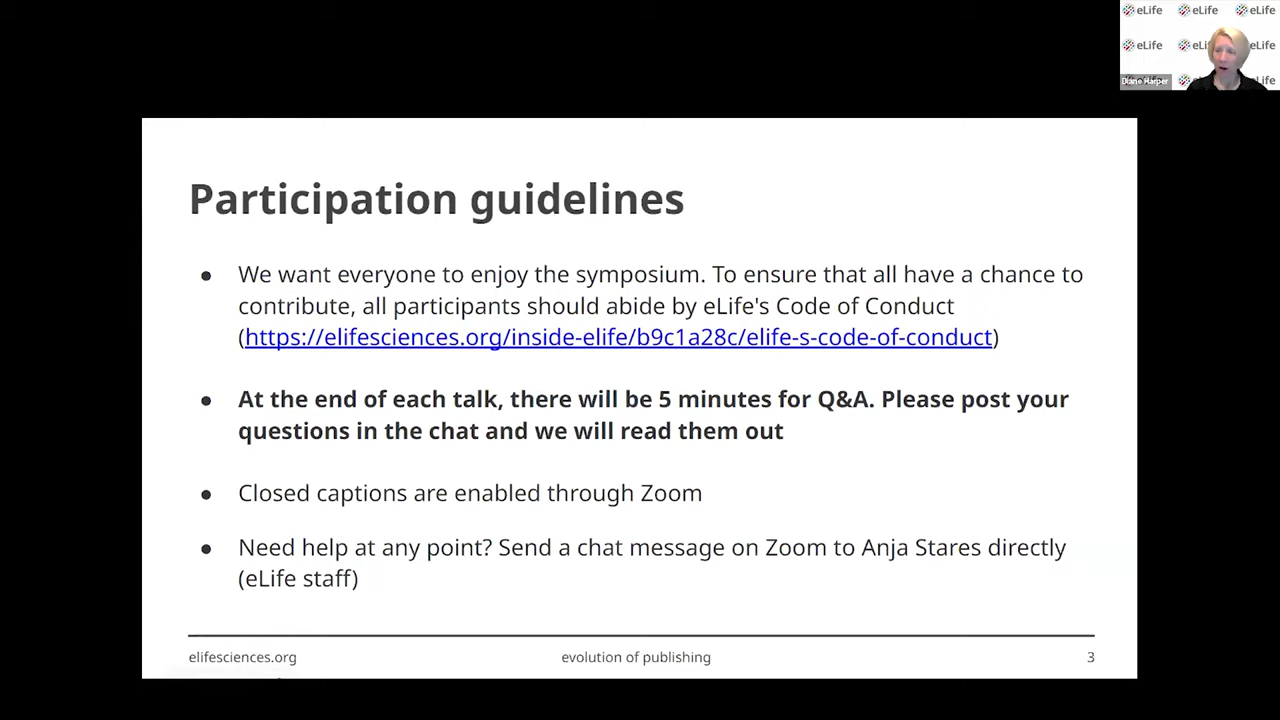 eLife eLife eLife
eLife eLi eLife
Diane Harper life
Participation guidelines
● We want everyone to enjoy the symposium. To ensure that all have a chance to
contribute, all participants should abide by eLife's Code of Conduct
(https://elifesciences.org/inside-elife/b9c1a28c/elife-s-code-of-conduct)
● At the end of each talk, there will be 5 minutes for Q&A. Please post your
questions in the chat and we will read them out
● Closed captions are enabled through Zoom
● Need help at any point? Send a chat message on Zoom to Anja Stares directly
(eLife staff)
elifesciences.org evolution of publishing 3